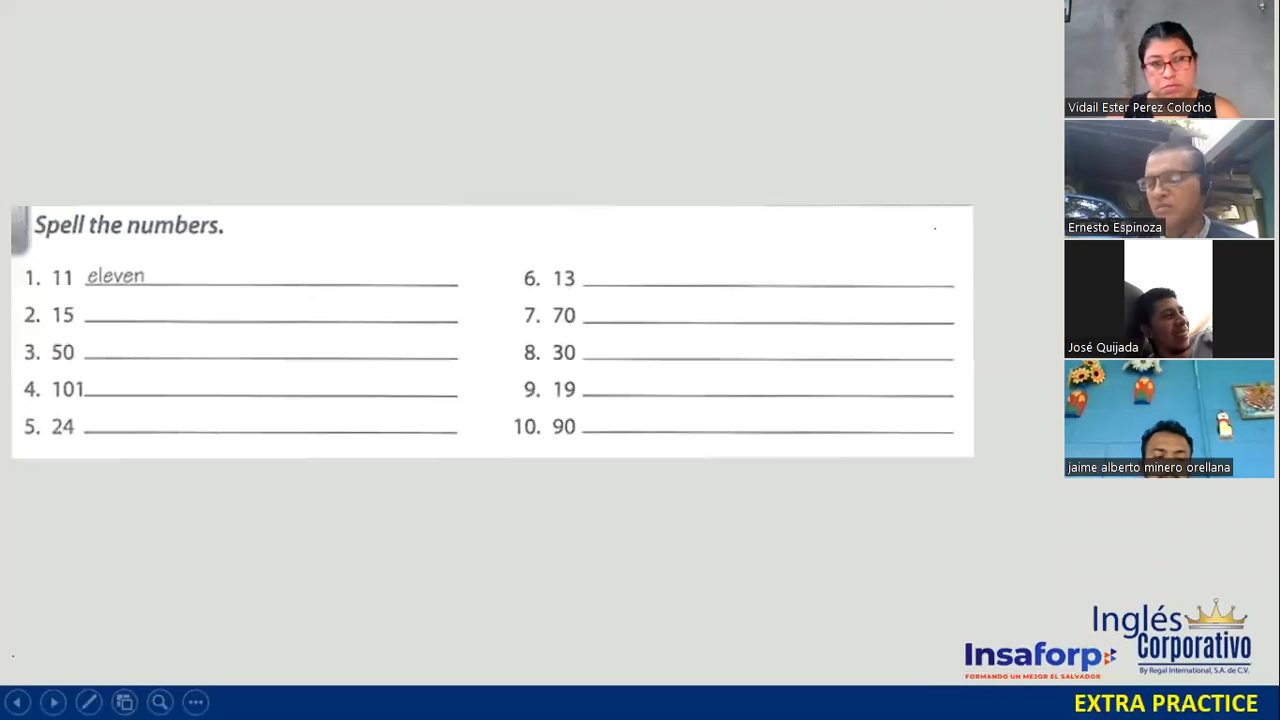 Spell the numbers.
1. 11 eleven
2. 15
3. 50
4. 101
5. 24
6. 13
7. 70
8. 30
9. 19
10. 90
Vidail Ester Perez Colocho
Ernesto Espinoza
José Quijada
jaime alberto minero orellana
Insaforp
FORMANDO UN MEJOR EL SALVADOR
Inglés
Corporativo
By Regal International, S.A. de C.V.
EXTRA PRACTICE